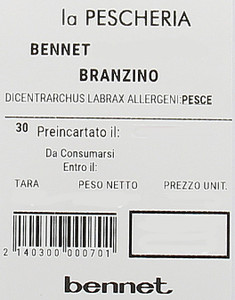 la PESCHERIA
BENNET
BRANZINO
DICENTRARCHUS LABRAX ALLERGENI:PESCE
30 Preincartato il:
Da Consumarsi
Entro il:
TARA PESO NETTO PREZZO UNIT.
2 140300 000701
bennet